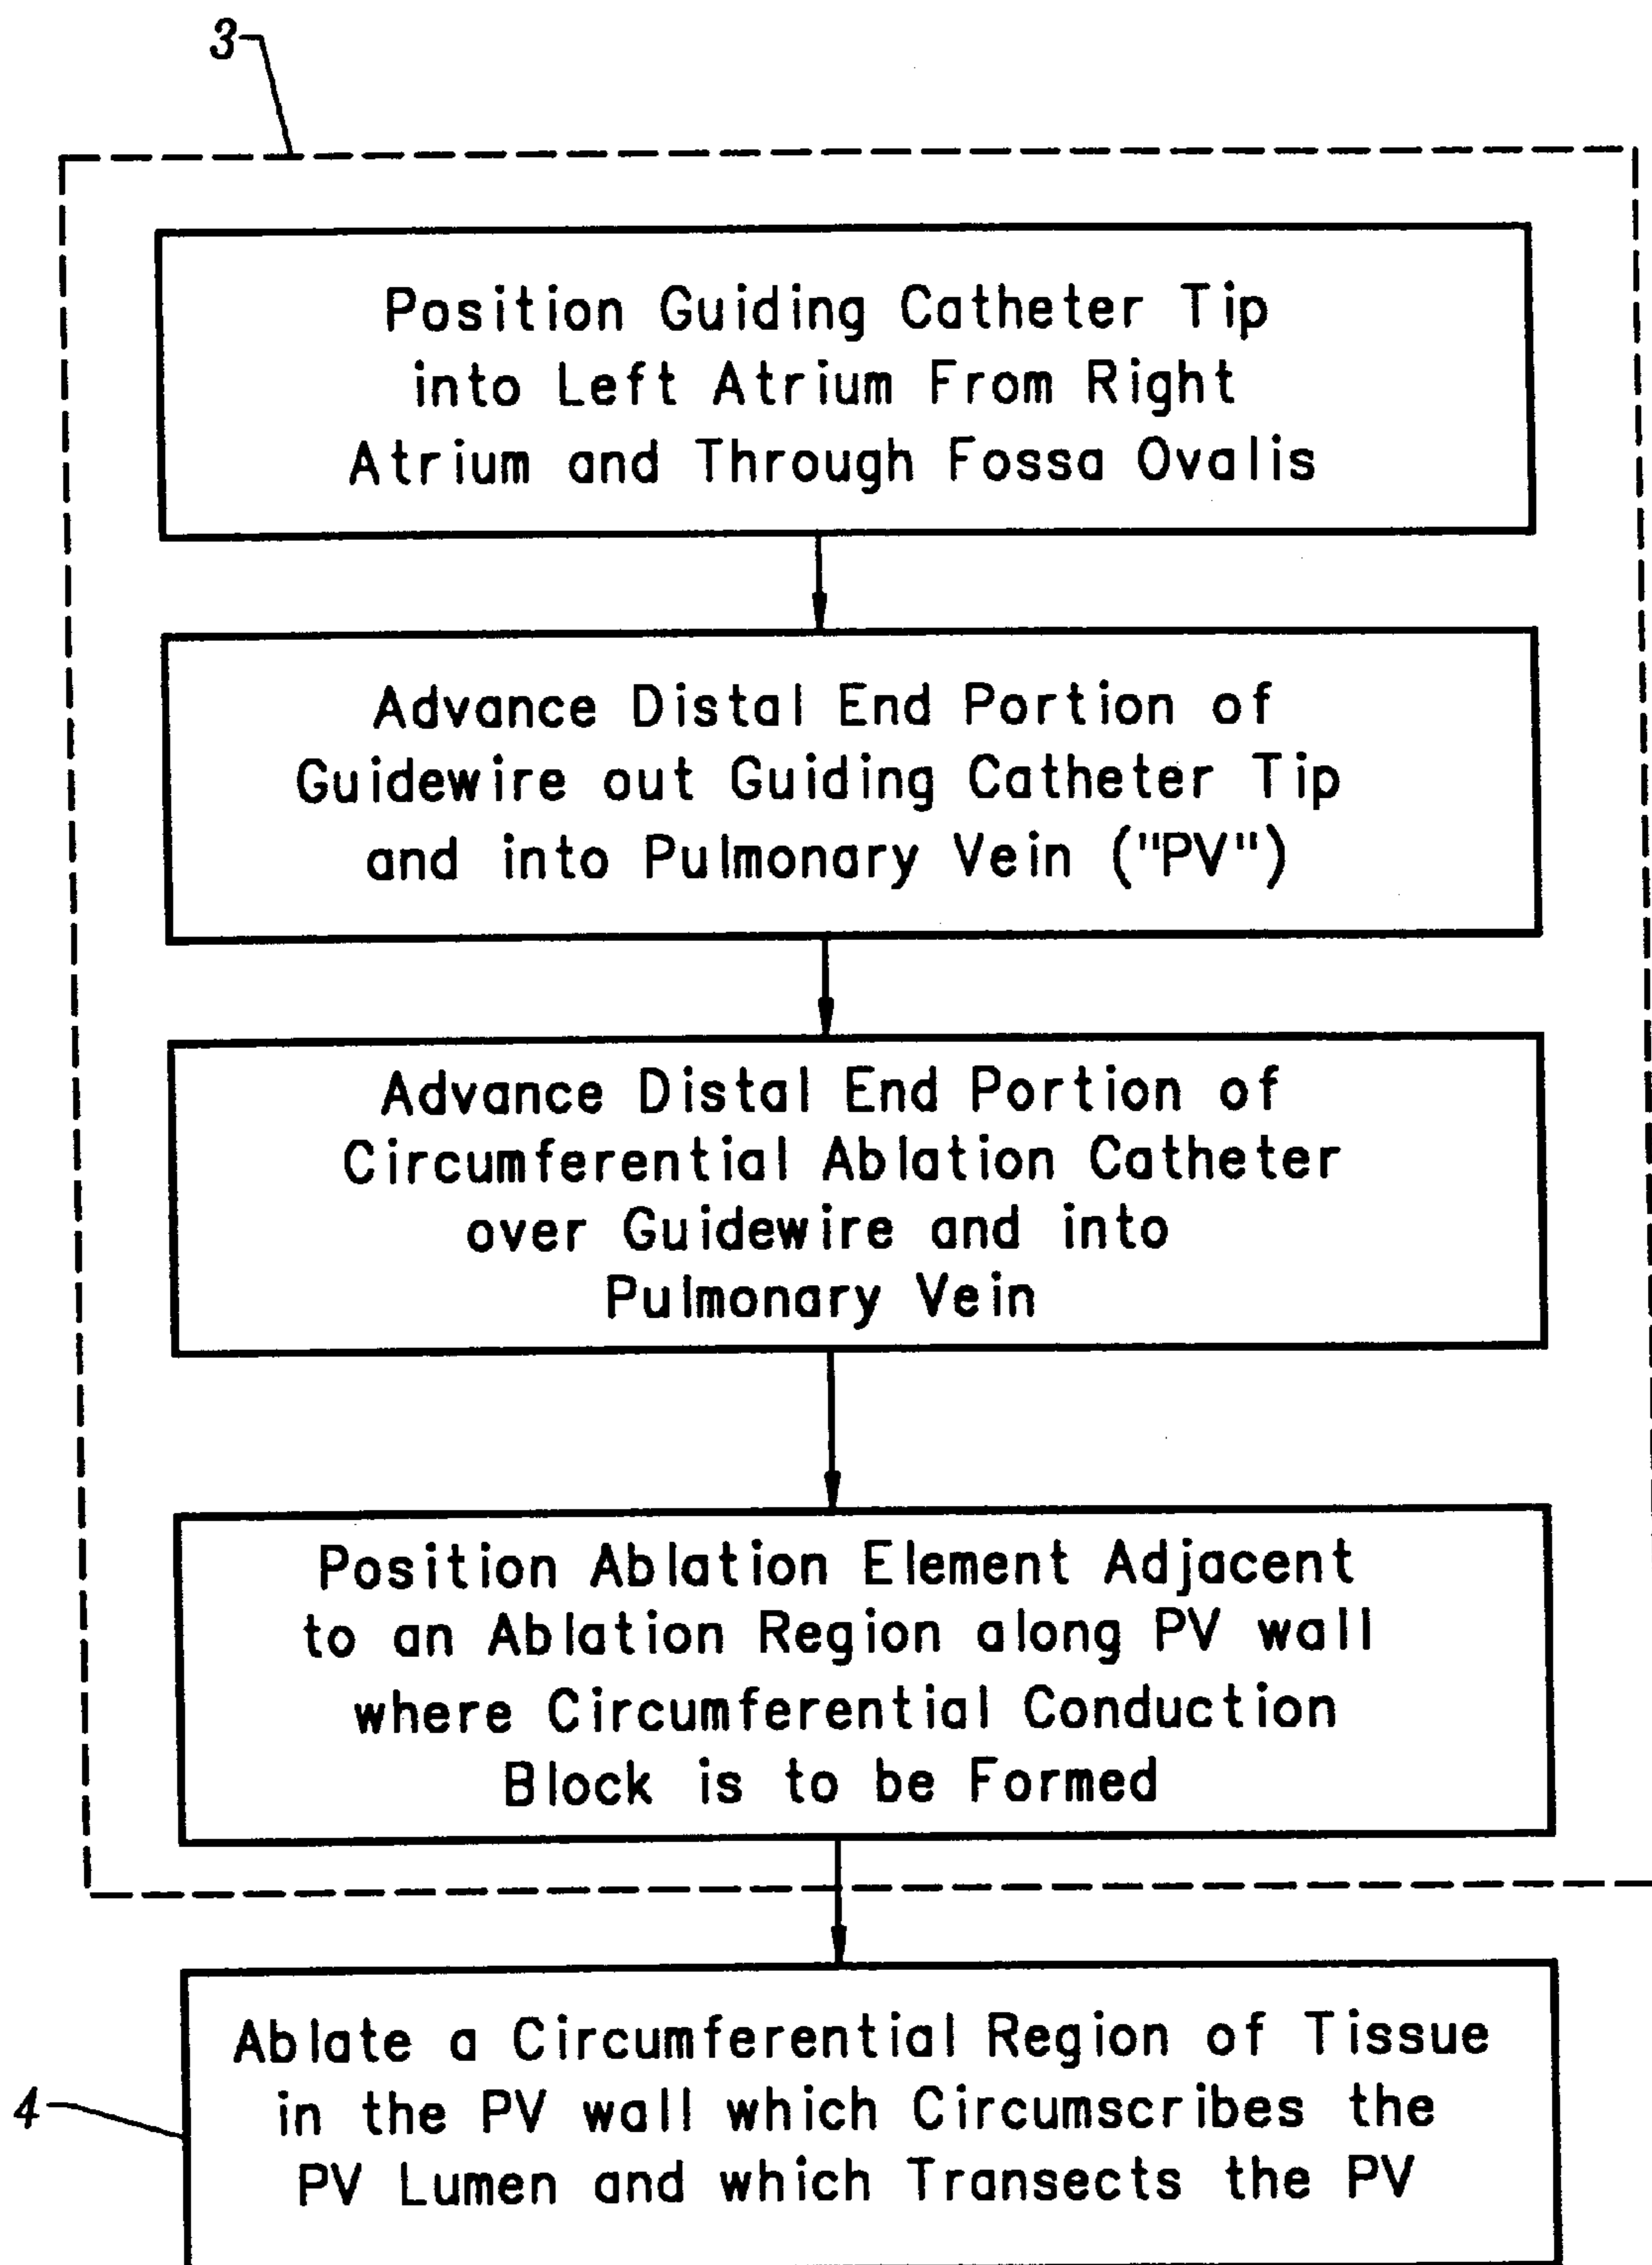 3
Position Guiding Catheter Tip
into Left Atrium From Right
Atrium and Through Fossa Ovalis
Advance Distal End Portion of
Guidewire out Guiding Catheter Tip
and into Pulmonary Vein ("PV")
Advance Distal End Portion of
Circumferential Ablation Catheter
over Guidewire and into
Pulmonary Vein
Position Ablation Element Adjacent
to an Ablation Region along PV wall
where Circumferential Conduction
Block is to be Formed
4
Ablate a Circumferential Region of Tissue
in the PV wall which Circumscribes the
PV Lumen and which Transects the PV